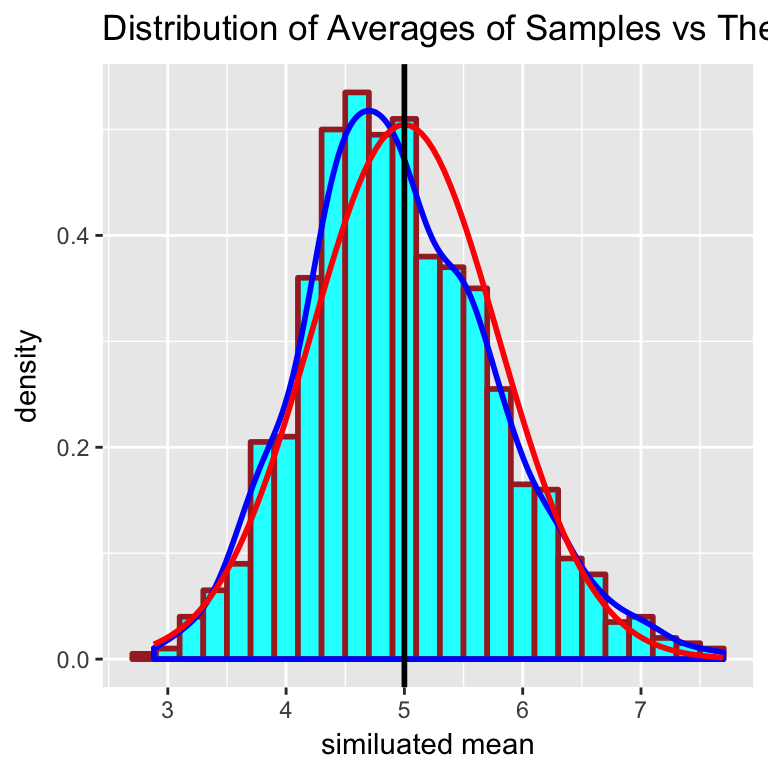 Distribution of Averages of Samples vs The
density
0.4
0.2
0.0
3 4 5 6 7
similuated mean